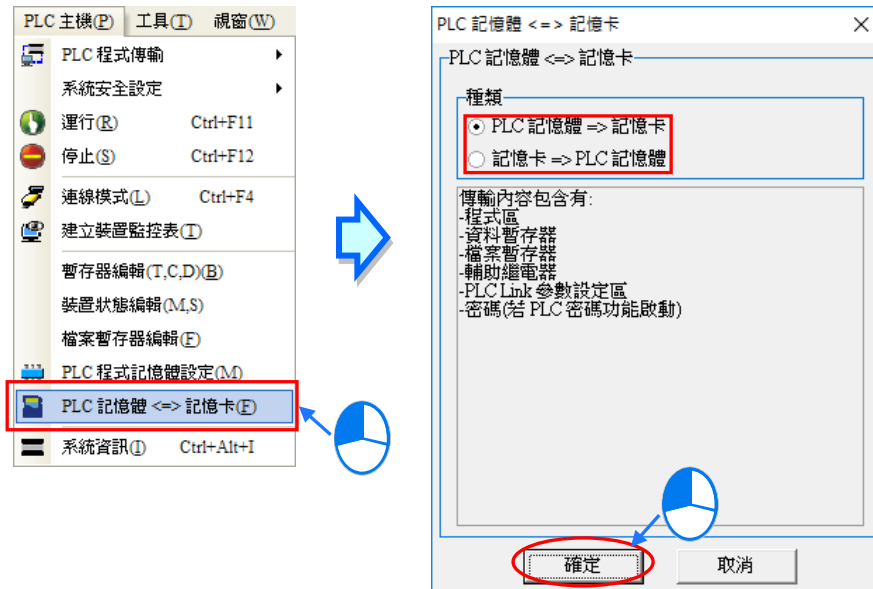 PLC 主機(P) 工具(T) 視窗(W)
PLC 程式傳輸
系統安全設定
運行(R) Ctrl+F11
停止(S) Ctrl+F12
連線模式(L) Ctrl+F4
建立裝置監控表(T)
暫存器編輯(T,C,D)(B)
裝置狀態編輯(M,S)
檔案暫存器編輯(F)
PLC 程式記憶體設定(M)
PLC 記憶體 <=> 記憶卡(F)
系統資訊(I) Ctrl+Alt+I
PLC 記憶體 <=> 記憶卡
PLC 記憶體 <=> 記憶卡
種類
PLC 記憶體 => 記憶卡
記憶卡 => PLC 記憶體
傳輸內容包含有:
-程式區
-資料暫存器
-檔案暫存器
-輔助繼電器
-PLC Link 參數設定區
-密碼(若 PLC 密碼功能啟動)
確定
取消